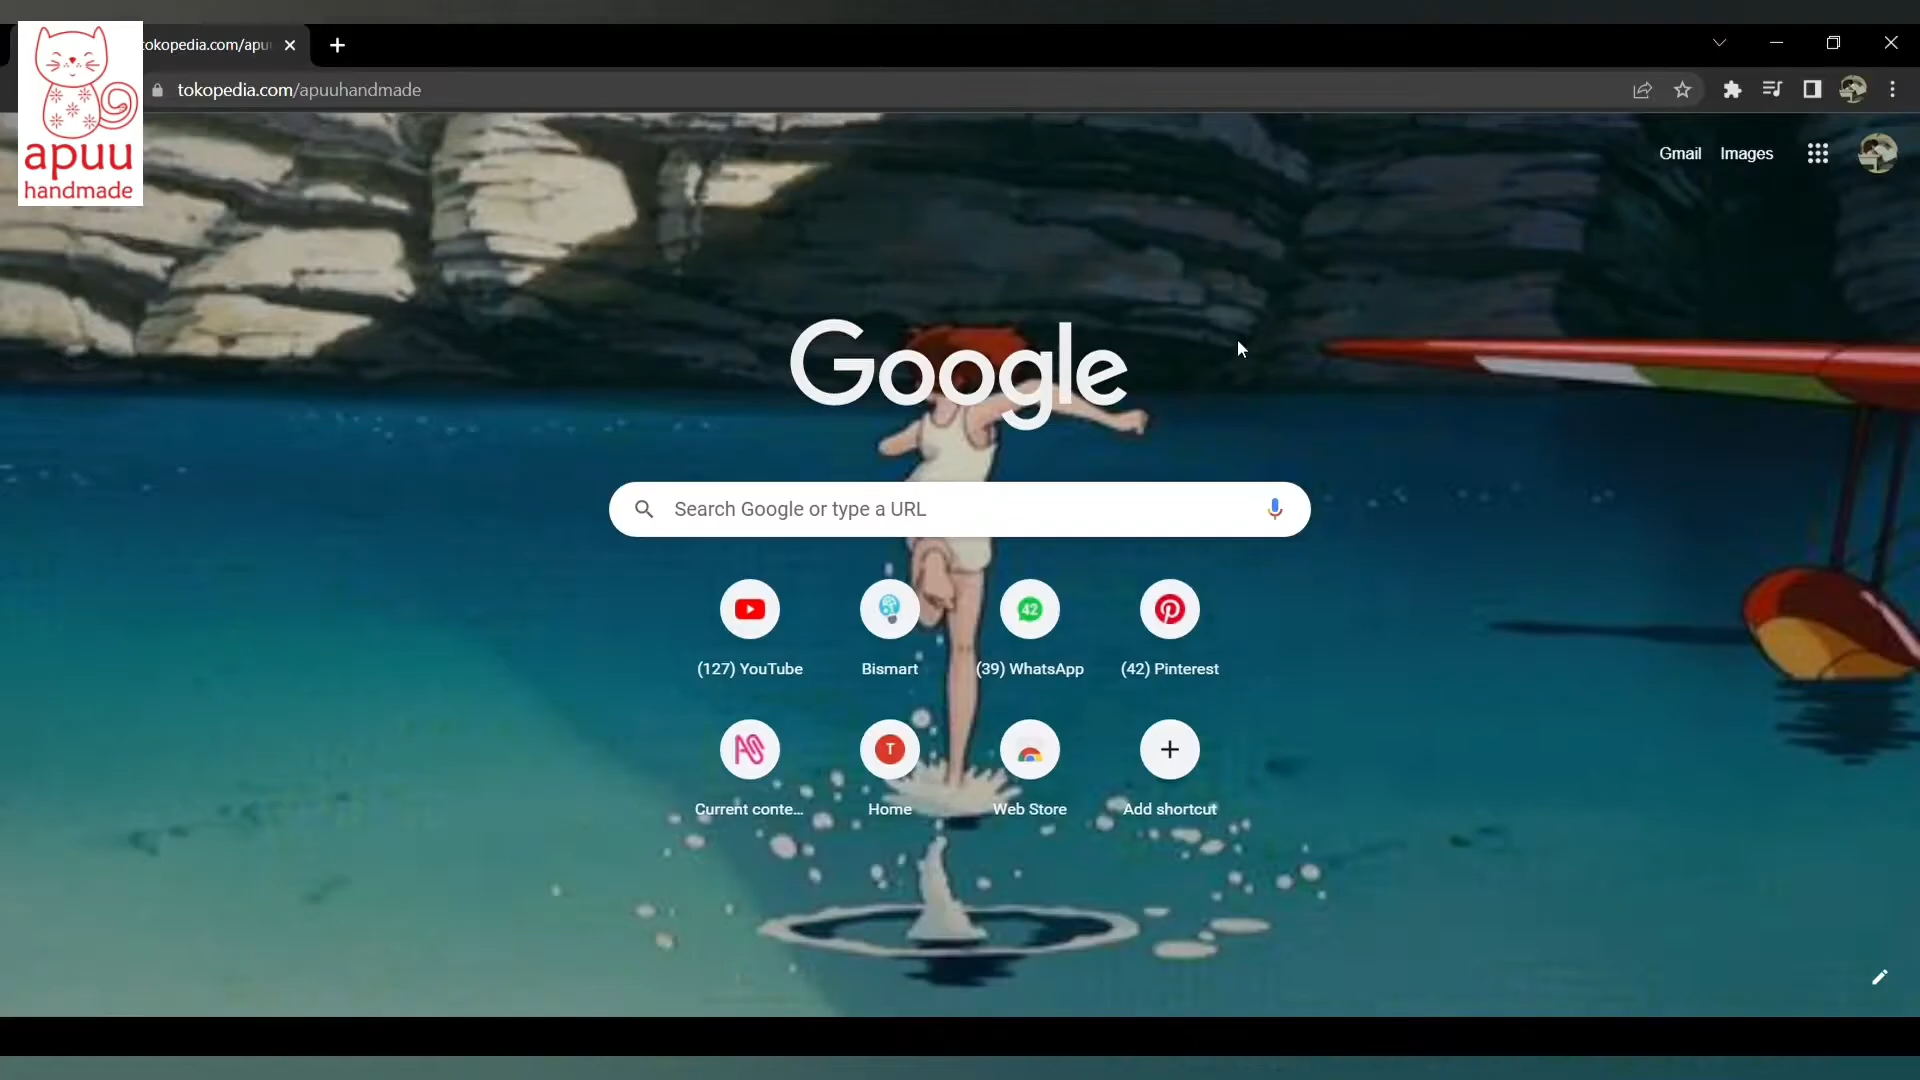 tokopedia.com/apu
tokopedia.com/apuuhandmade
apuu
handmade
Gmail Images
Google
Search Google or type a URL
42
(127) YouTube Bismart (39) WhatsApp (42) Pinterest
T
Current conte... Home Web Store Add shortcut